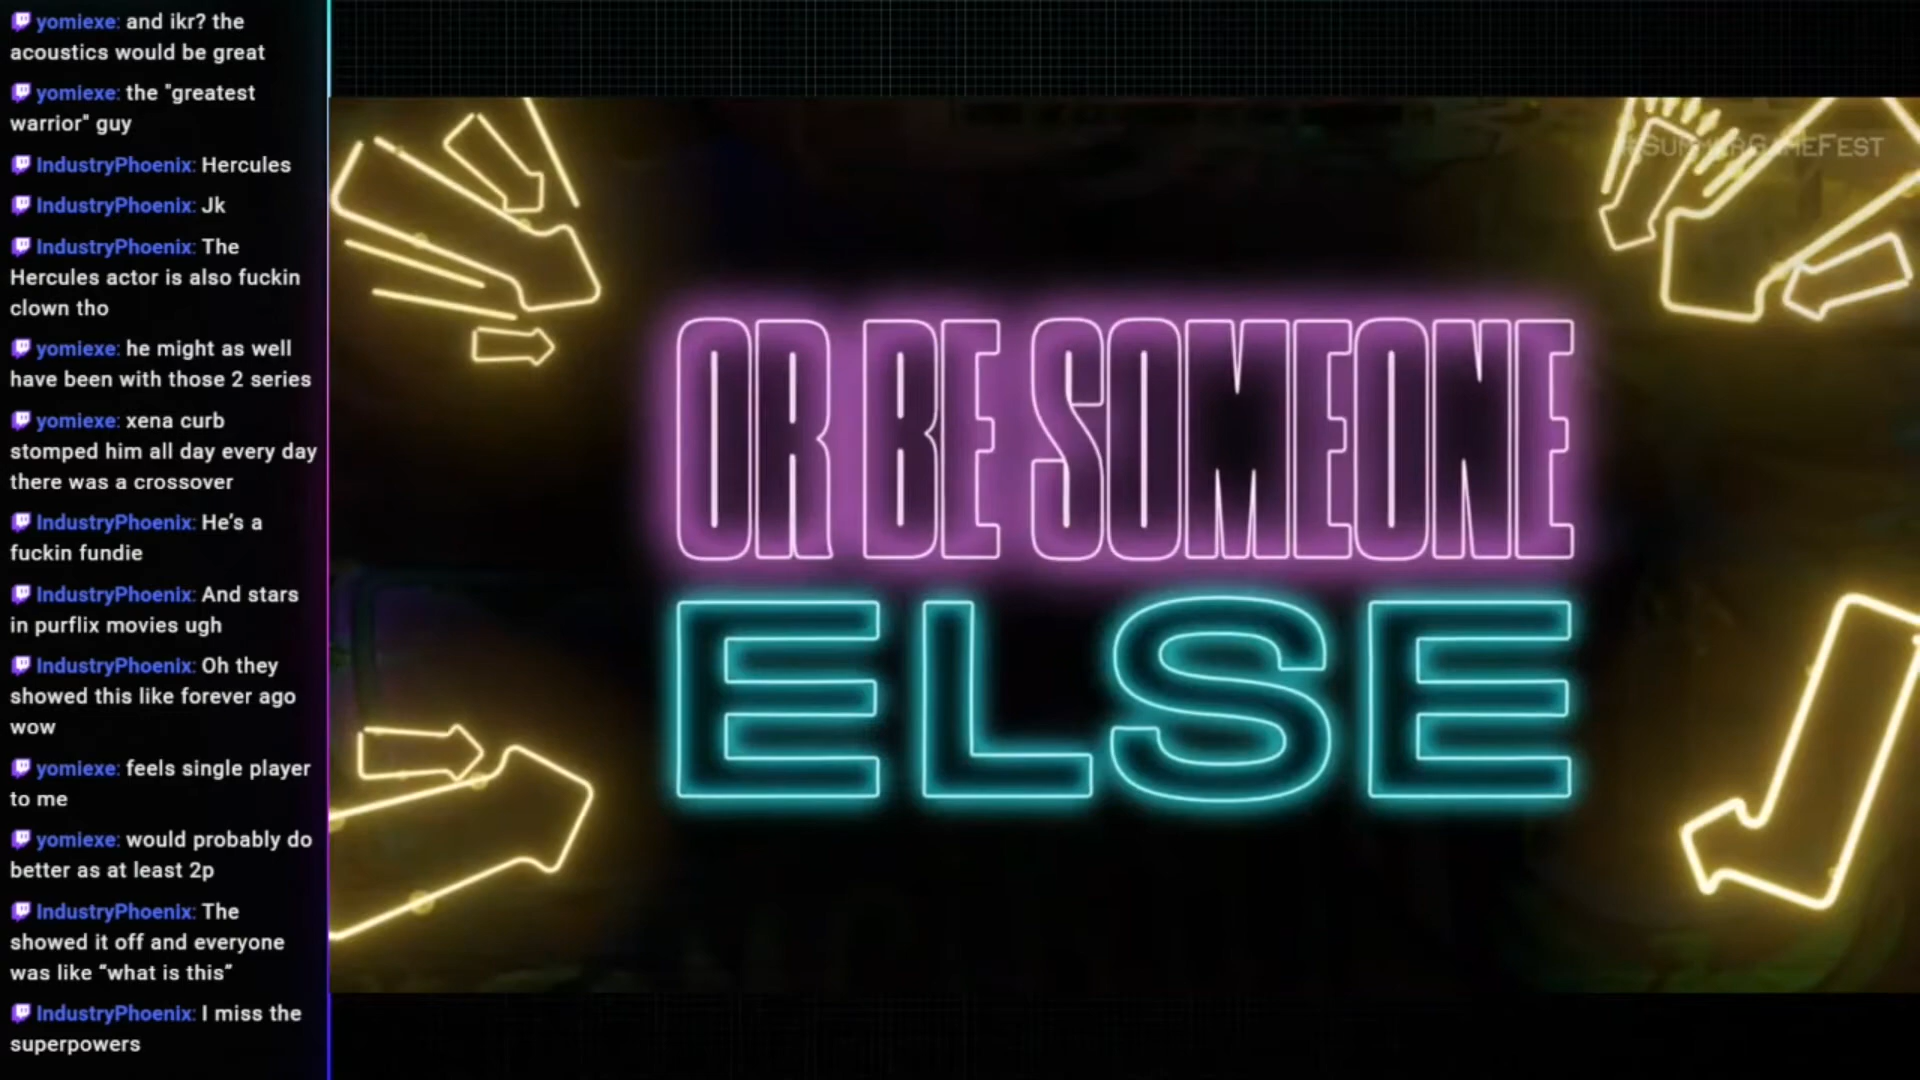 yomiexe: and ikr? the
acoustics would be great
yomiexe: the "greatest
warrior" guy
IndustryPhoenix: Hercules
IndustryPhoenix: Jk
IndustryPhoenix: The
Hercules actor is also fuckin
clown tho
yomiexe: he might as well
have been with those 2 series
yomiexe: xena curb
stomped him all day every day
there was a crossover
IndustryPhoenix: He’s a
fuckin fundie
IndustryPhoenix: And stars
in purflix movies ugh
IndustryPhoenix: Oh they
showed this like forever ago
wow
yomiexe: feels single player
to me
yomiexe: would probably do
better as at least 2p
IndustryPhoenix: The
showed it off and everyone
was like “what is this”
IndustryPhoenix: I miss the
superpowers
#SUMMERGAMEFEST
OR BE SOMEONE
ELSE